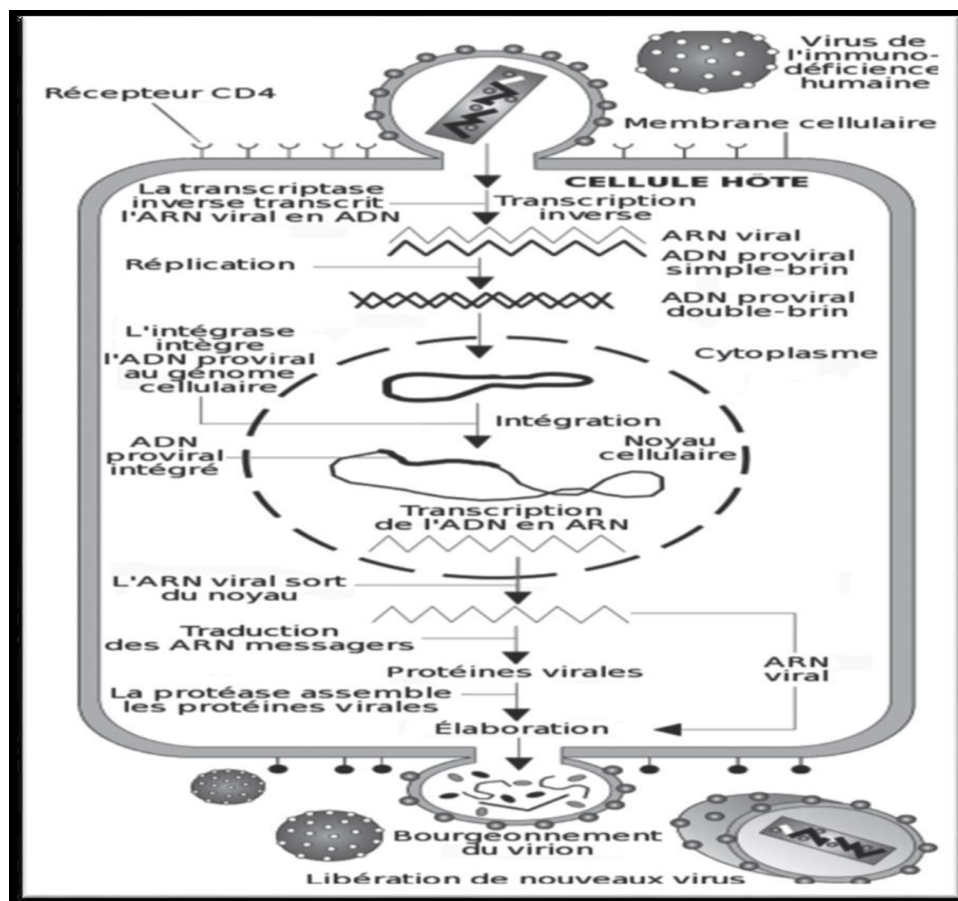 Virus de
l'immuno-
déficience
humaine
Récepteur CD4
Membrane cellulaire
CELLULE HÔTE
La transcriptase
inverse transcrit
l'ARN viral en ADN
Transcription
inverse
ARN viral
ADN proviral
simple-brin
Réplication
ADN proviral
double-brin
L'intégrase
intègre
l'ADN proviral
au génome
cellulaire
Cytoplasme
Intégration
ADN
proviral
intégré
Noyau
cellulaire
Transcription
de l'ADN en ARN
L'ARN viral sort
du noyau
Traduction
des ARN messagers
Protéines virales
ARN
viral
La protéase assemble
les protéines virales
Élaboration
Bourgeonnement
du virion
Libération de nouveaux virus